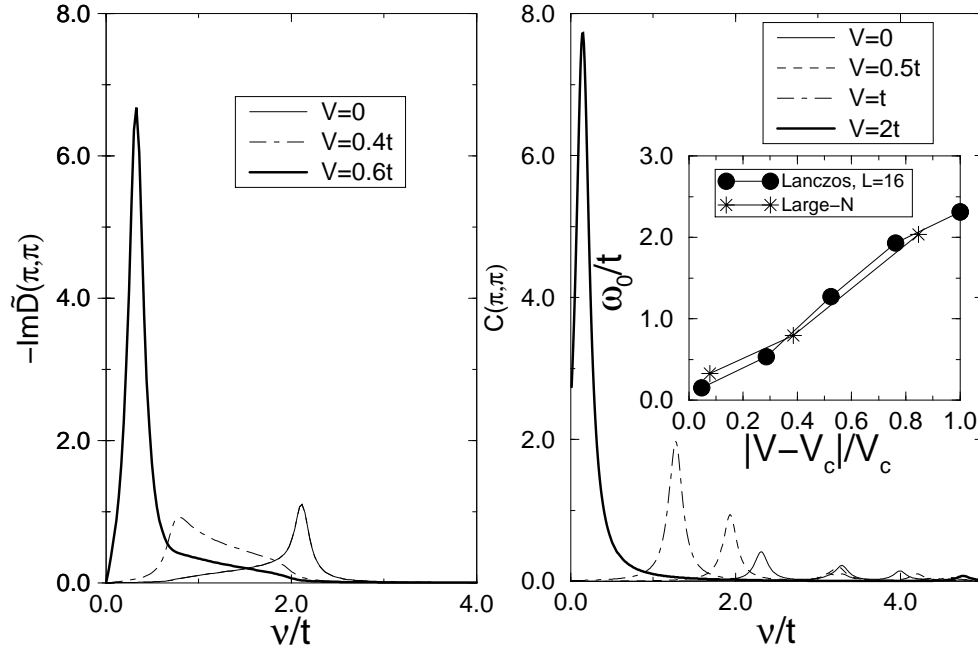 8.0
6.0
4.0
2.0
0.0
−ImD̃(π,π)
V=0
V=0.4t
V=0.6t
0.0 2.0 4.0
ν/t
8.0
6.0
4.0
2.0
0.0
C(π,π)
V=0
V=0.5t
V=t
V=2t
3.0
2.0
1.0
0.0
ω₀/t
Lanczos, L=16
Large−N
0.0 0.2 0.4 0.6 0.8 1.0
|V−V_c|/V_c
0.0 2.0 4.0
ν/t